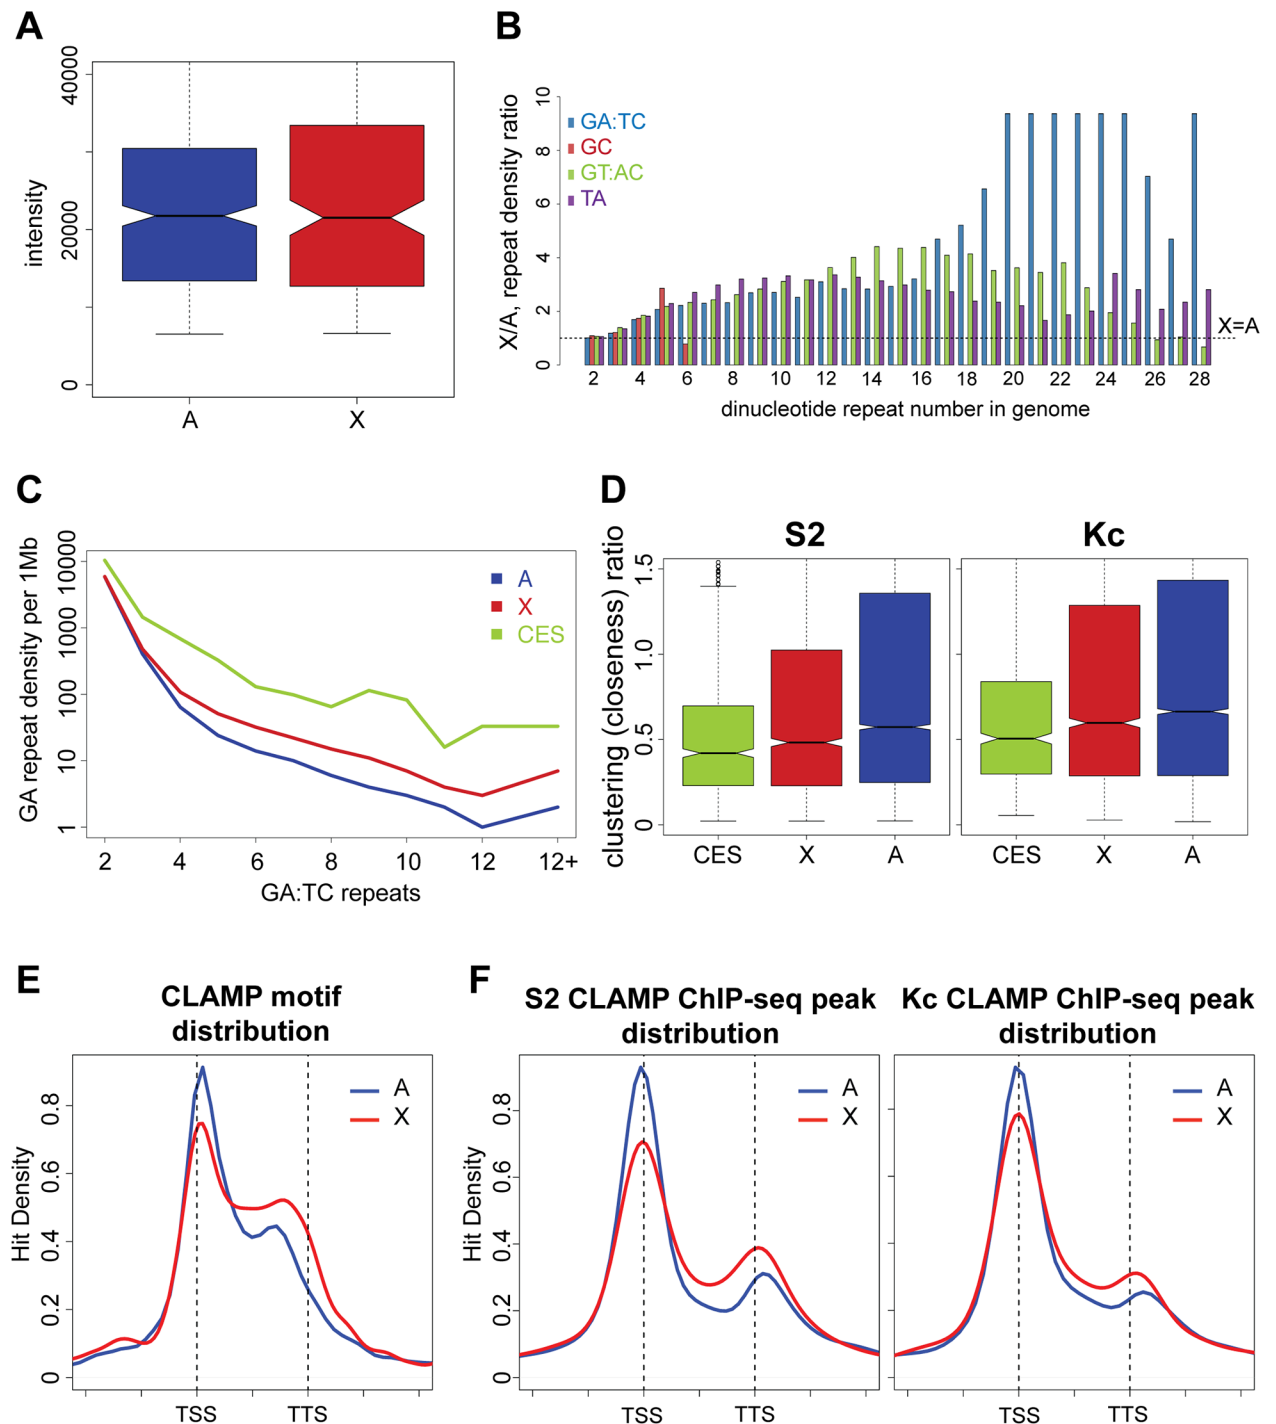 A
intensity
40000
20000
0
A X
B
X/A, repeat density ratio
10
8
6
4
2
0
GA:TC
GC
GT:AC
TA
X=A
2 4 6 8 10 12 14 16 18 20 22 24 26 28
dinucleotide repeat number in genome
C
GA repeat density per 1Mb
10000
1000
100
10
1
A
X
CES
2 4 6 8 10 12 12+
GA:TC repeats
D
clustering (closeness) ratio
S2
Kc
1.5
1.0
0.5
0
CES X A
CES X A
E
CLAMP motif
distribution
Hit Density
0.8
0.6
0.4
0.2
0
A
X
TSS TTS
F
S2 CLAMP ChIP-seq peak
distribution
Hit Density
0.8
0.6
0.4
0.2
0
A
X
TSS TTS
Kc CLAMP ChIP-seq peak
distribution
A
X
TSS TTS